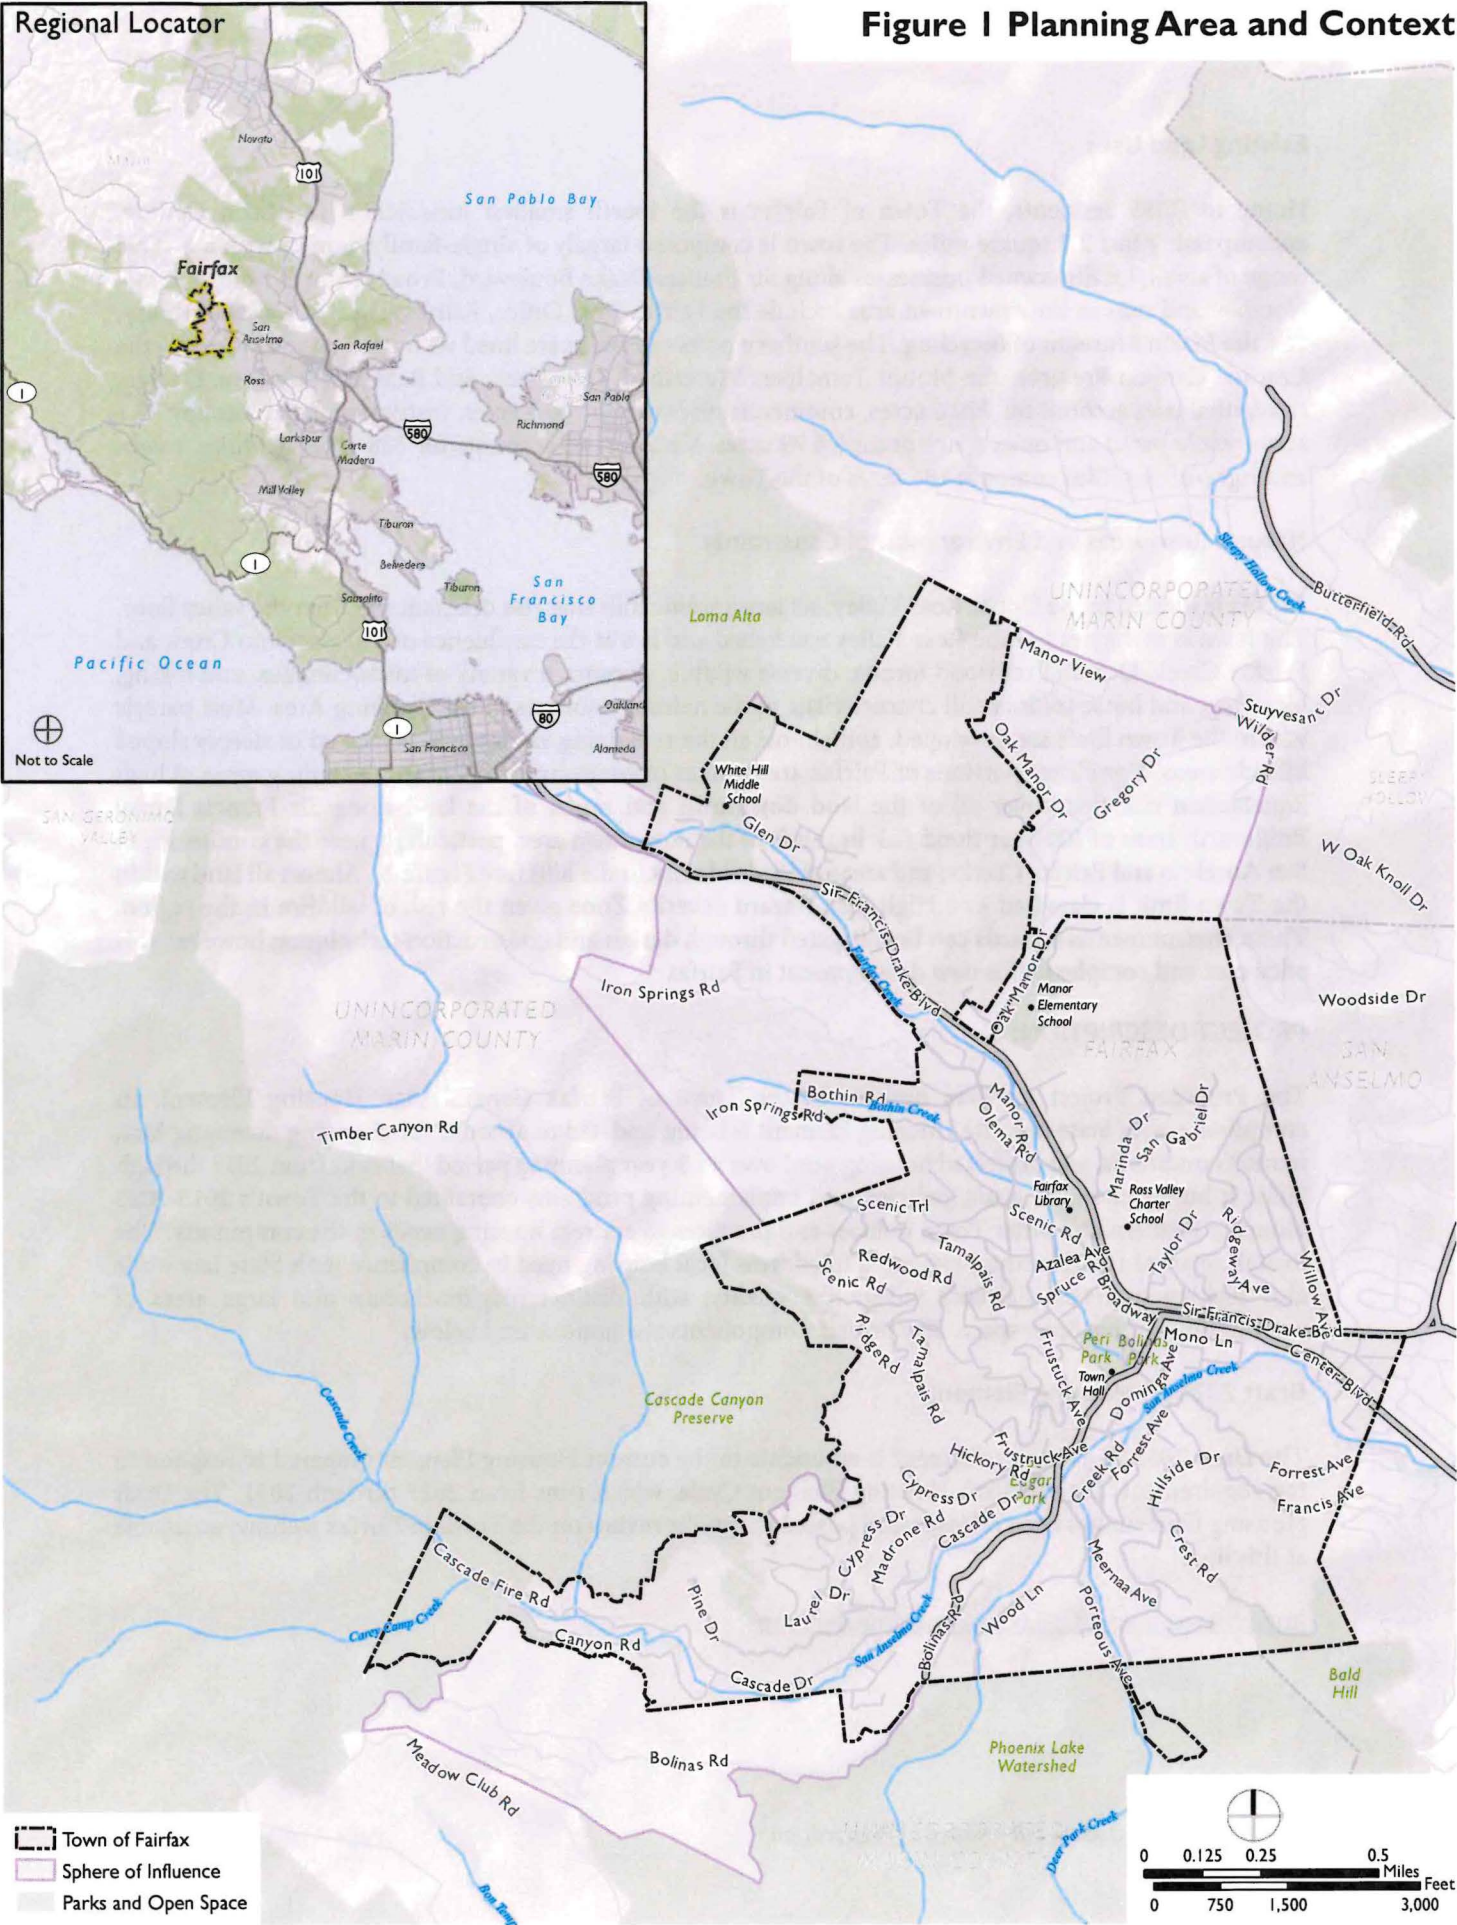 Figure 1 Planning Area and Context
Regional Locator
Novato
101
San Pablo Bay
Fairfax
San
Anselmo
San Rafael
Ross
1
San Pablo
Richmond
580
Larkspur
Corte
Madera
580
Mill Valley
Tiburon
1
Belvedere
Tiburon
San
Francisco
Bay
Sausalito
101
Pacific Ocean
Oakland
80
1
San Francisco
Alameda
Not to Scale
Loma Alta
UNINCORPORATED
MARIN COUNTY
Sleepy Hollow Creek
Butterfield Rd
Manor View
Stuyvesant Dr
Wilder Rd
Oak Manor Dr
Gregory Dr
White Hill
Middle
School
Glen Dr
SLEEPY
HOLLOW
SAN GERONIMO
VALLEY
W Oak Knoll Dr
Sir Francis Drake Blvd
Fairfax Creek
Iron Springs Rd
Oak Manor Dr
Manor
Elementary
School
Woodside Dr
UNINCORPORATED
MARIN COUNTY
FAIRFAX
SAN
ANSELMO
Bothin Rd
Bothin Creek
Iron Springs Rd
Manor Rd
Olema Rd
Timber Canyon Rd
Marinda Dr
San Gabriel Dr
Fairfax
Library
Ross Valley
Charter
School
Scenic Trl
Scenic Rd
Taylor Dr
Ridgeway Ave
Willow Ave
Tamalpais Rd
Azalea Ave
Redwood Rd
Scenic Rd
Spruce Rd
Broadway
Sir Francis Drake Blvd
Mono Ln
Center Blvd
Ridge Rd
Tamalpais Rd
Frustuck Ave
Peri
Park
Bolinas
Park
Town
Hall
Dominga Ave
San Anselmo Creek
Cascade Canyon
Preserve
Cascade Creek
Frustruck Ave
Hickory Rd
Edgar
Park
Creek Rd
Forrest Ave
Hillside Dr
Forrest Ave
Francis Ave
Cypress Dr
Cascade Dr
Cypress Dr
Madrone Rd
Crest Rd
Meernaa Ave
Cascade Fire Rd
Pine Dr
Laurel Dr
Carey Camp Creek
Canyon Rd
San Anselmo Creek
Bolinas Rd
Wood Ln
Porteous Ave
Cascade Dr
Bald
Hill
Meadow Club Rd
Bolinas Rd
Phoenix Lake
Watershed
Deer Park Creek
Town of Fairfax
Sphere of Influence
Parks and Open Space
0 0.125 0.25 0.5
Miles
Feet
0 750 1,500 3,000